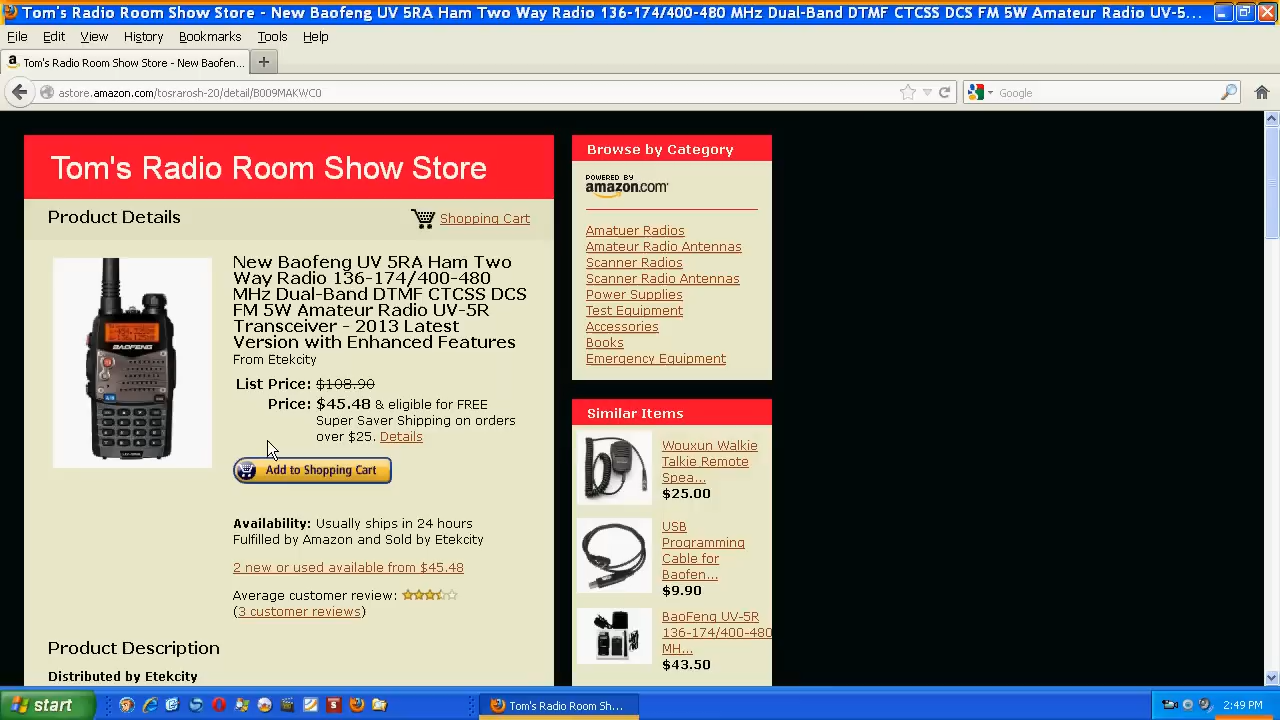 Tom's Radio Room Show Store - New Baofeng UV 5RA Ham Two Way Radio 136-174/400-480 MHz Dual-Band DTMF CTCSS DCS FM 5W Amateur Radio UV-5...
File Edit View History Bookmarks Tools Help
Tom's Radio Room Show Store - New Baofen...
astore.amazon.com/tosrarosh-20/detail/B009MAKWC0
Google
Tom's Radio Room Show Store
Product Details
Shopping Cart
New Baofeng UV 5RA Ham Two
Way Radio 136-174/400-480
MHz Dual-Band DTMF CTCSS DCS
FM 5W Amateur Radio UV-5R
Transceiver - 2013 Latest
Version with Enhanced Features
From Etekcity
List Price: $108.90
Price: $45.48 & eligible for FREE
Super Saver Shipping on orders
over $25. Details
Add to Shopping Cart
Availability: Usually ships in 24 hours
Fulfilled by Amazon and Sold by Etekcity
2 new or used available from $45.48
Average customer review:
(3 customer reviews)
Product Description
Distributed by Etekcity
BAOFENG
Browse by Category
POWERED BY
amazon.com
Amatuer Radios
Amateur Radio Antennas
Scanner Radios
Scanner Radio Antennas
Power Supplies
Test Equipment
Accessories
Books
Emergency Equipment
Similar Items
Wouxun Walkie
Talkie Remote
Spea...
$25.00
USB
Programming
Cable for
Baofen...
$9.90
BaoFeng UV-5R
136-174/400-480
MH...
$43.50
start
Tom's Radio Room Sh...
2:49 PM